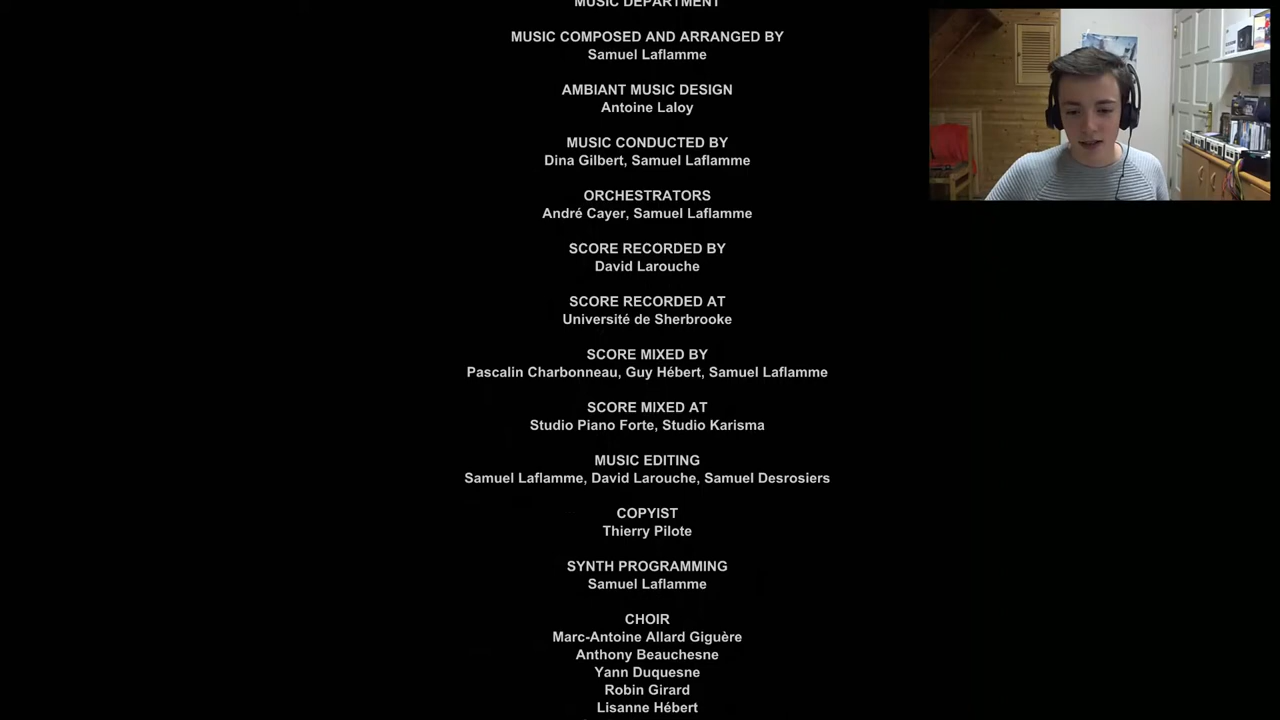 MUSIC DEPARTMENT
MUSIC COMPOSED AND ARRANGED BY
Samuel Laflamme
AMBIANT MUSIC DESIGN
Antoine Laloy
MUSIC CONDUCTED BY
Dina Gilbert, Samuel Laflamme
ORCHESTRATORS
André Cayer, Samuel Laflamme
SCORE RECORDED BY
David Larouche
SCORE RECORDED AT
Université de Sherbrooke
SCORE MIXED BY
Pascalin Charbonneau, Guy Hébert, Samuel Laflamme
SCORE MIXED AT
Studio Piano Forte, Studio Karisma
MUSIC EDITING
Samuel Laflamme, David Larouche, Samuel Desrosiers
COPYIST
Thierry Pilote
SYNTH PROGRAMMING
Samuel Laflamme
CHOIR
Marc-Antoine Allard Giguère
Anthony Beauchesne
Yann Duquesne
Robin Girard
Lisanne Hébert